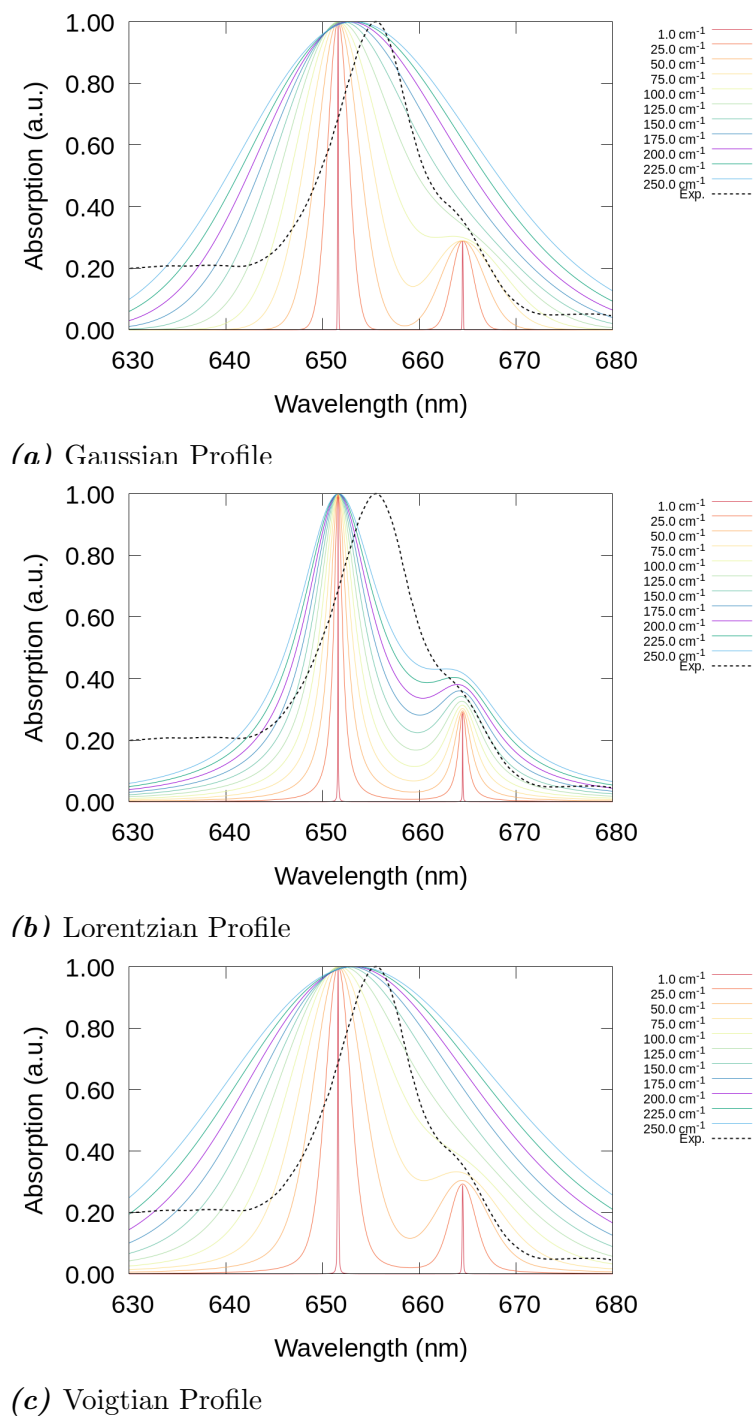 1.00
0.80
0.60
0.40
0.20
0.00
Absorption (a.u.)
630 640 650 660 670 680
Wavelength (nm)
1.0 cm-1
25.0 cm-1
50.0 cm-1
75.0 cm-1
100.0 cm-1
125.0 cm-1
150.0 cm-1
175.0 cm-1
200.0 cm-1
225.0 cm-1
250.0 cm-1
Exp.
(a) Gaussian Profile
1.00
0.80
0.60
0.40
0.20
0.00
Absorption (a.u.)
630 640 650 660 670 680
Wavelength (nm)
1.0 cm-1
25.0 cm-1
50.0 cm-1
75.0 cm-1
100.0 cm-1
125.0 cm-1
150.0 cm-1
175.0 cm-1
200.0 cm-1
225.0 cm-1
250.0 cm-1
Exp.
(b) Lorentzian Profile
1.00
0.80
0.60
0.40
0.20
0.00
Absorption (a.u.)
630 640 650 660 670 680
Wavelength (nm)
1.0 cm-1
25.0 cm-1
50.0 cm-1
75.0 cm-1
100.0 cm-1
125.0 cm-1
150.0 cm-1
175.0 cm-1
200.0 cm-1
225.0 cm-1
250.0 cm-1
Exp.
(c) Voigtian Profile